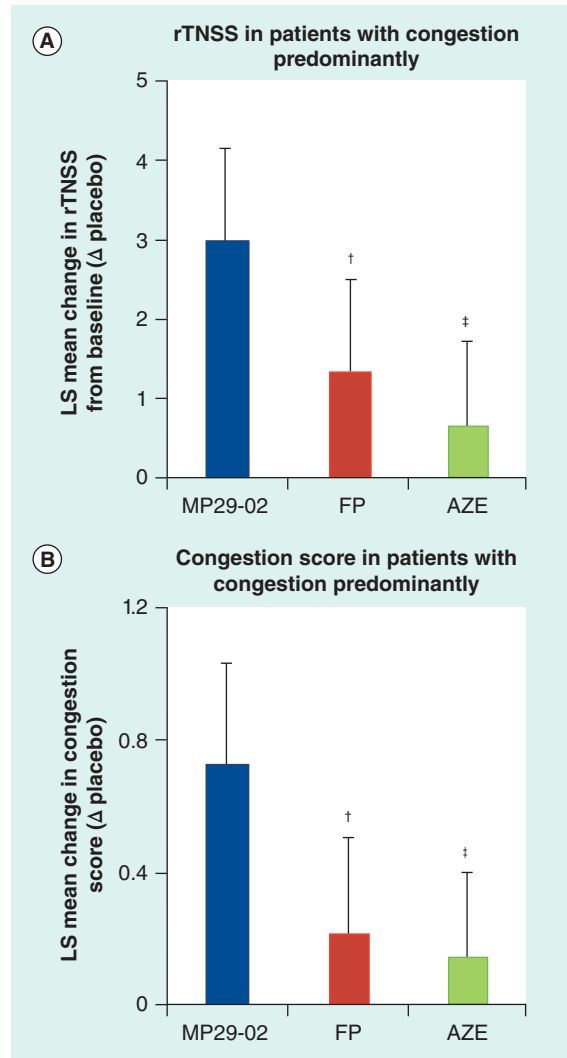 A
rTNSS in patients with congestion
predominantly
LS mean change in rTNSS
from baseline (Δ placebo)
5
4
3
2
1
0
†
‡
MP29-02 FP AZE
B
Congestion score in patients with
congestion predominantly
LS mean change in congestion
score (Δ placebo)
1.2
0.8
0.4
0
†
‡
MP29-02 FP AZE